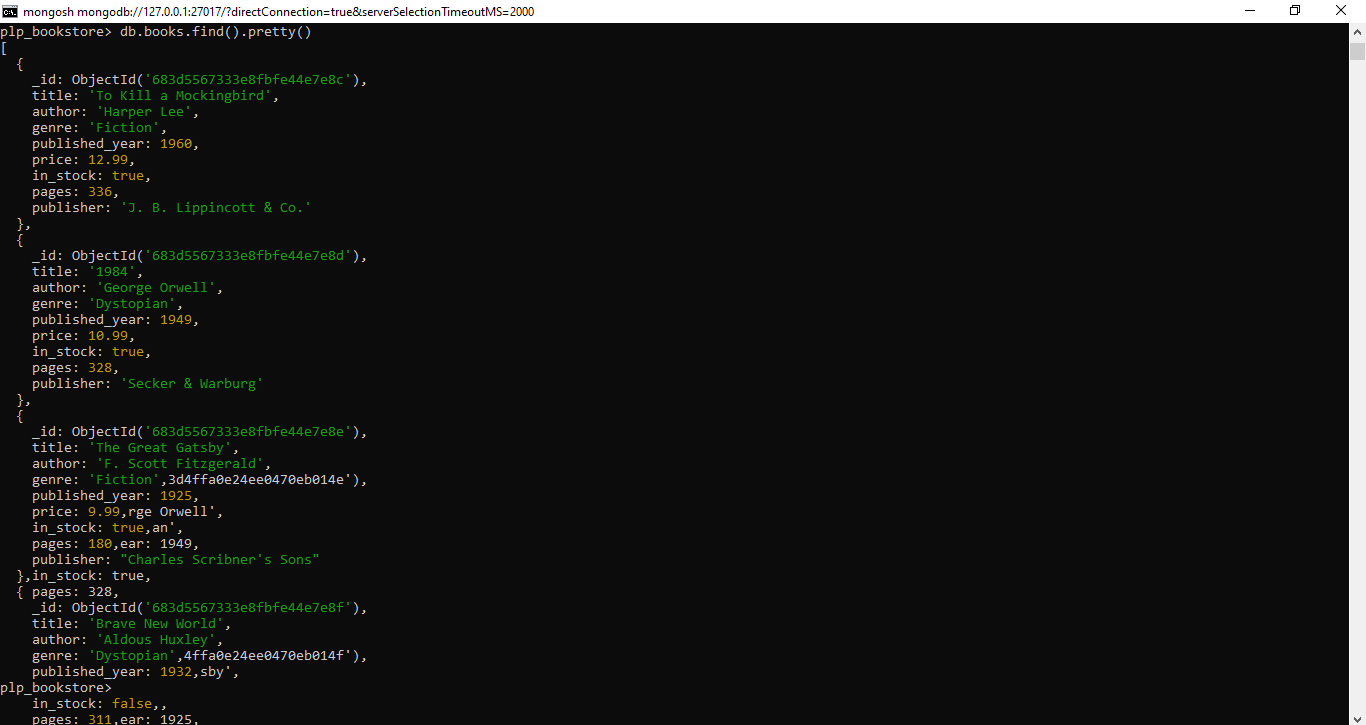 mongosh mongodb://127.0.0.1:27017/?directConnection=true&serverSelectionTimeoutMS=2000
plp_bookstore> db.books.find().pretty()
[
  {
    _id: ObjectId('683d5567333e8fbfe44e7e8c'),
    title: 'To Kill a Mockingbird',
    author: 'Harper Lee',
    genre: 'Fiction',
    published_year: 1960,
    price: 12.99,
    in_stock: true,
    pages: 336,
    publisher: 'J. B. Lippincott & Co.'
  },
  {
    _id: ObjectId('683d5567333e8fbfe44e7e8d'),
    title: '1984',
    author: 'George Orwell',
    genre: 'Dystopian',
    published_year: 1949,
    price: 10.99,
    in_stock: true,
    pages: 328,
    publisher: 'Secker & Warburg'
  },
  {
    _id: ObjectId('683d5567333e8fbfe44e7e8e'),
    title: 'The Great Gatsby',
    author: 'F. Scott Fitzgerald',
    genre: 'Fiction',3d4ffa0e24ee0470eb014e'),
    published_year: 1925,
    price: 9.99,rge Orwell',
    in_stock: true,an',
    pages: 180,ear: 1949,
    publisher: "Charles Scribner's Sons"
  },in_stock: true,
  { pages: 328,
    _id: ObjectId('683d5567333e8fbfe44e7e8f'),
    title: 'Brave New World',
    author: 'Aldous Huxley',
    genre: 'Dystopian',4ffa0e24ee0470eb014f'),
    published_year: 1932,sby',
plp_bookstore>
    in_stock: false,,
    pages: 311,ear: 1925,